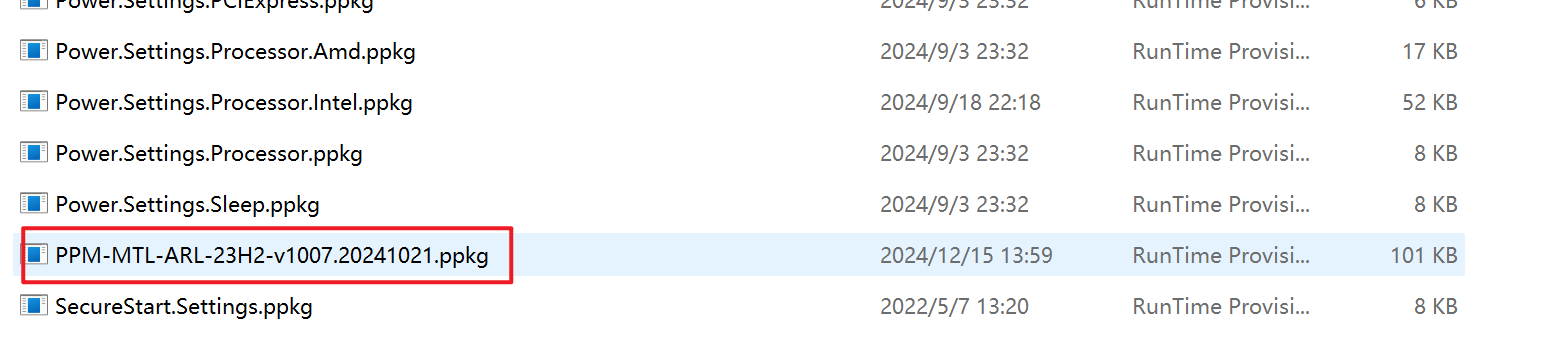 Power.Settings.PCIExpress.ppkg 2024/9/3 23:32 RunTime Provisi... 6 KB
Power.Settings.Processor.Amd.ppkg 2024/9/3 23:32 RunTime Provisi... 17 KB
Power.Settings.Processor.Intel.ppkg 2024/9/18 22:18 RunTime Provisi... 52 KB
Power.Settings.Processor.ppkg 2024/9/3 23:32 RunTime Provisi... 8 KB
Power.Settings.Sleep.ppkg 2024/9/3 23:32 RunTime Provisi... 8 KB
PPM-MTL-ARL-23H2-v1007.20241021.ppkg 2024/12/15 13:59 RunTime Provisi... 101 KB
SecureStart.Settings.ppkg 2022/5/7 13:20 RunTime Provisi... 8 KB